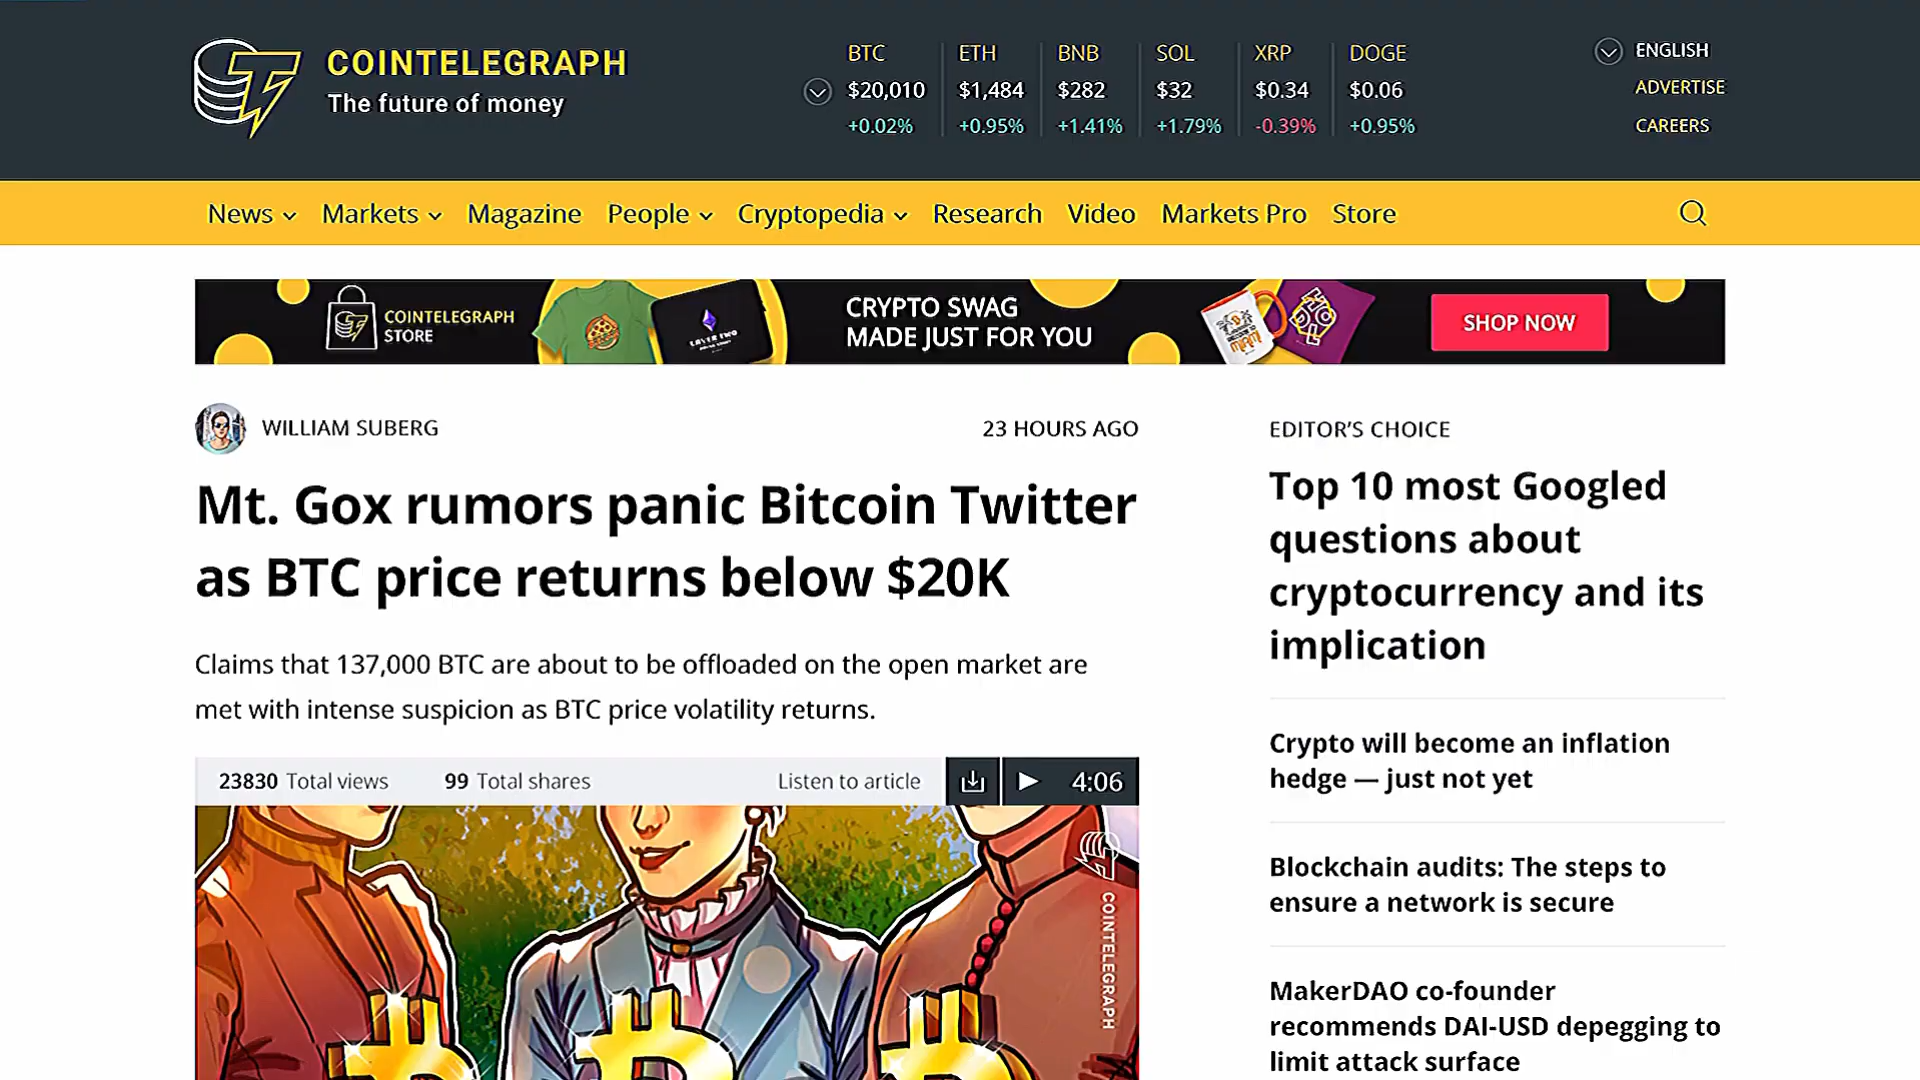 COINTELEGRAPH
The future of money
BTC
$20,010
+0.02%
ETH
$1,484
+0.95%
BNB
$282
+1.41%
SOL
$32
+1.79%
XRP
$0.34
-0.39%
DOGE
$0.06
+0.95%
ENGLISH
ADVERTISE
CAREERS
News Markets Magazine People Cryptopedia Research Video Markets Pro Store
COINTELEGRAPH
STORE
CRYPTO SWAG
MADE JUST FOR YOU
SHOP NOW
WILLIAM SUBERG
23 HOURS AGO
Mt. Gox rumors panic Bitcoin Twitter
as BTC price returns below $20K
Claims that 137,000 BTC are about to be offloaded on the open market are
met with intense suspicion as BTC price volatility returns.
23830 Total views 99 Total shares Listen to article 4:06
COINTELEGRAPH
EDITOR’S CHOICE
Top 10 most Googled
questions about
cryptocurrency and its
implication
Crypto will become an inflation
hedge — just not yet
Blockchain audits: The steps to
ensure a network is secure
MakerDAO co-founder
recommends DAI-USD depegging to
limit attack surface